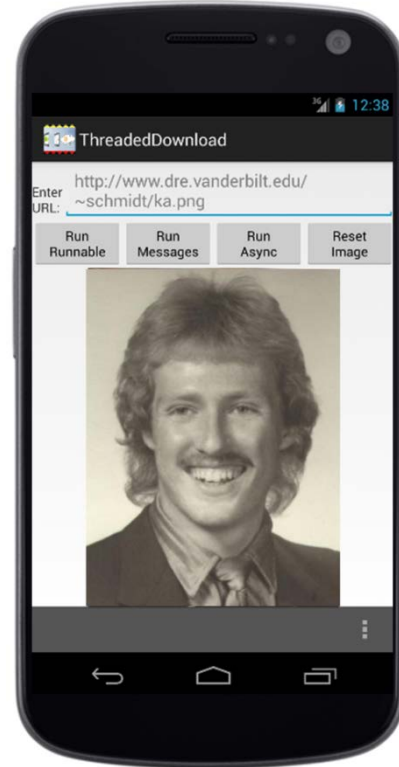 36 12:38
ThreadedDownload
Enter URL:
http://www.dre.vanderbilt.edu/
~schmidt/ka.png
Run Runnable
Run Messages
Run Async
Reset Image